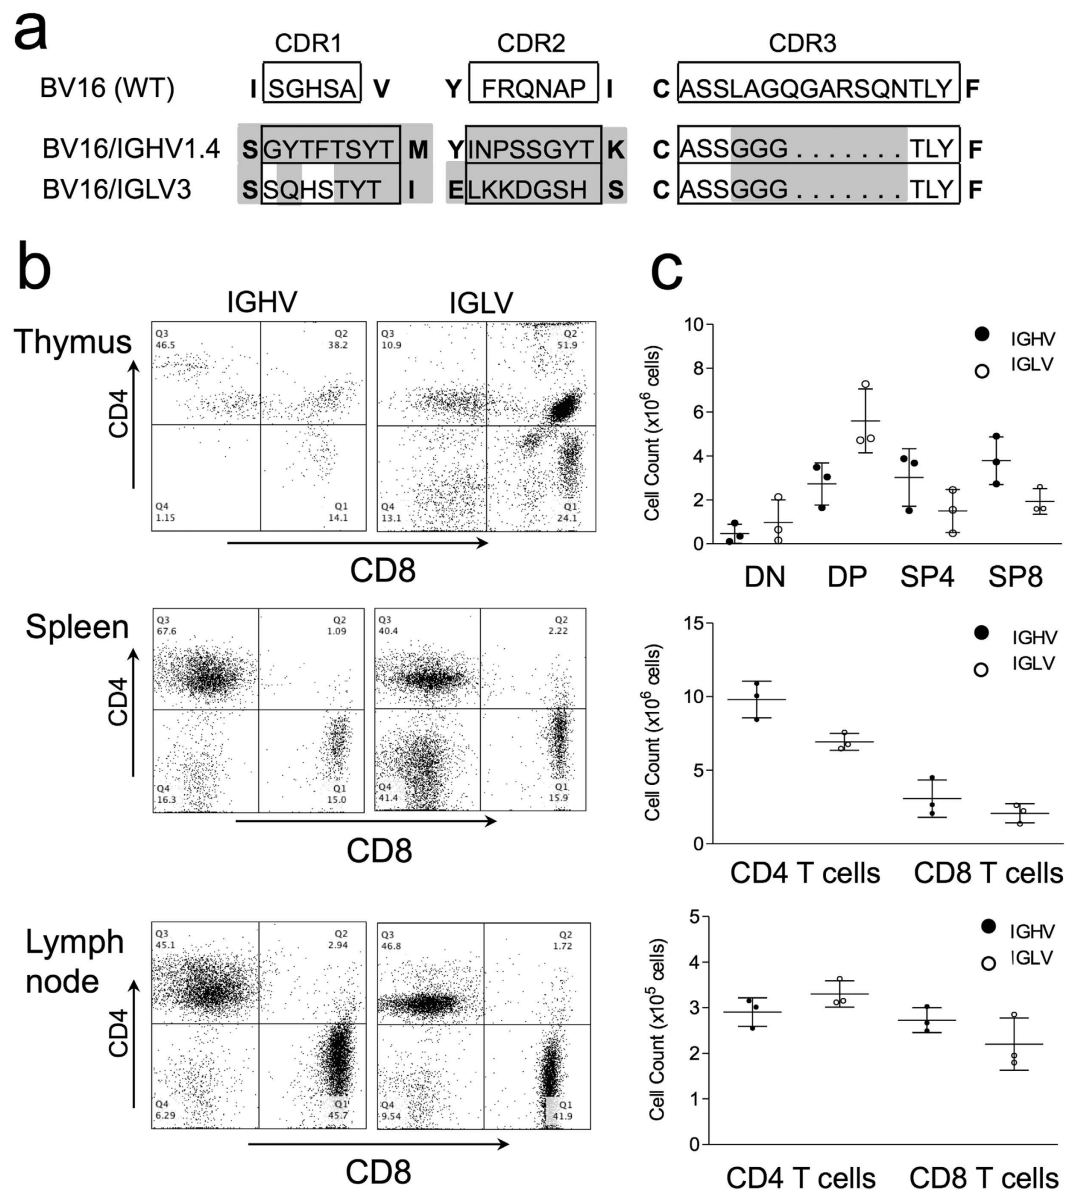 a
CDR1 CDR2 CDR3
BV16 (WT) I SGHSA V Y FRQNAP I C ASSLAGQGARSQNTLY F
BV16/IGHV1.4 S GYTFTSYT M Y INPSSGYT K C ASSGGG . . . . . . . TLY F
BV16/IGLV3 S SQHSTYT I E LKKDGSH S C ASSGGG . . . . . . . TLY F
b
IGHV IGLV
Thymus
CD4
Q3
46.5
Q2
38.2
Q4
1.15
Q1
14.1
Q3
10.9
Q2
51.9
Q4
13.1
Q1
24.1
CD8
Spleen
CD4
Q3
67.6
Q2
1.09
Q4
16.3
Q1
15.0
Q3
40.4
Q2
2.22
Q4
41.4
Q1
15.9
CD8
Lymph
node
CD4
Q3
45.1
Q2
2.94
Q4
6.29
Q1
45.7
Q3
46.8
Q2
1.72
Q4
9.54
Q1
41.9
CD8
c
Cell Count (x10⁶ cells)
10
8
6
4
2
0
IGHV
IGLV
DN DP SP4 SP8
Cell Count (x10⁶ cells)
15
10
5
0
IGHV
IGLV
CD4 T cells CD8 T cells
Cell Count (x10⁵ cells)
5
4
3
2
1
0
IGHV
IGLV
CD4 T cells CD8 T cells